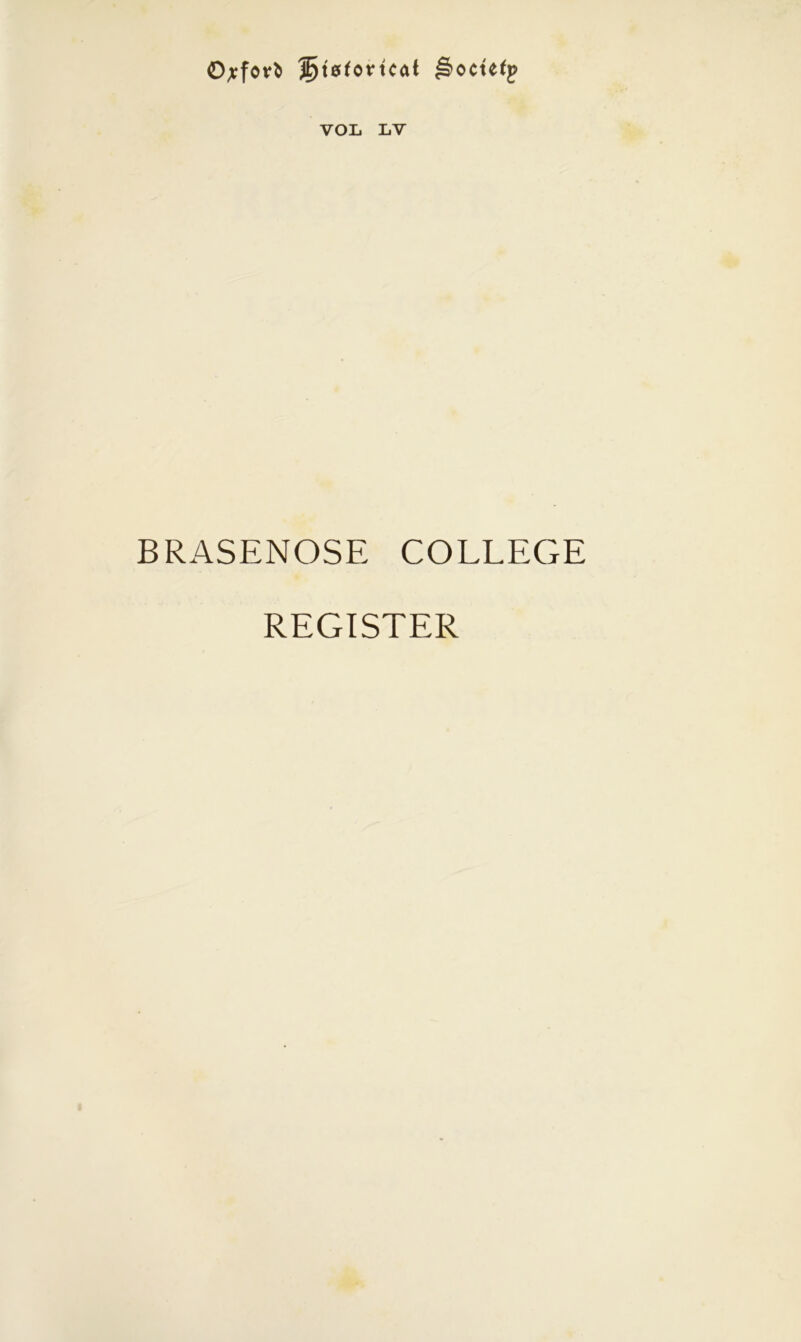 Oxford Historical Society
VOL LV
BRASENOSE COLLEGE
REGISTER